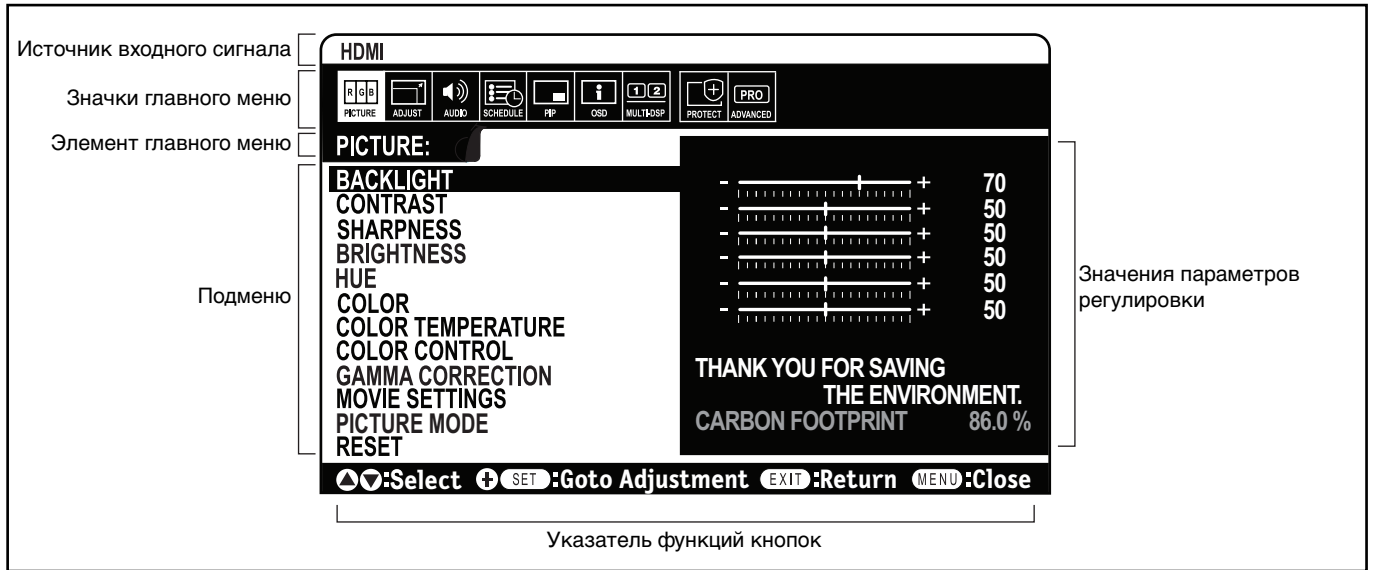 Источник входного сигнала
HDMI
Значки главного меню
R G B
PICTURE
ADJUST
AUDIO
SCHEDULE
PIP
OSD
1 2
MULTI-DSP
PROTECT
PRO
ADVANCED
Элемент главного меню
PICTURE:
Подменю
BACKLIGHT - + 70
CONTRAST - + 50
SHARPNESS - + 50
BRIGHTNESS - + 50
HUE - + 50
COLOR - + 50
COLOR TEMPERATURE
COLOR CONTROL
GAMMA CORRECTION
MOVIE SETTINGS
PICTURE MODE
RESET
THANK YOU FOR SAVING
THE ENVIRONMENT.
CARBON FOOTPRINT 86.0 %
Значения параметров
регулировки
:Select SET :Goto Adjustment EXIT :Return MENU :Close
Указатель функций кнопок